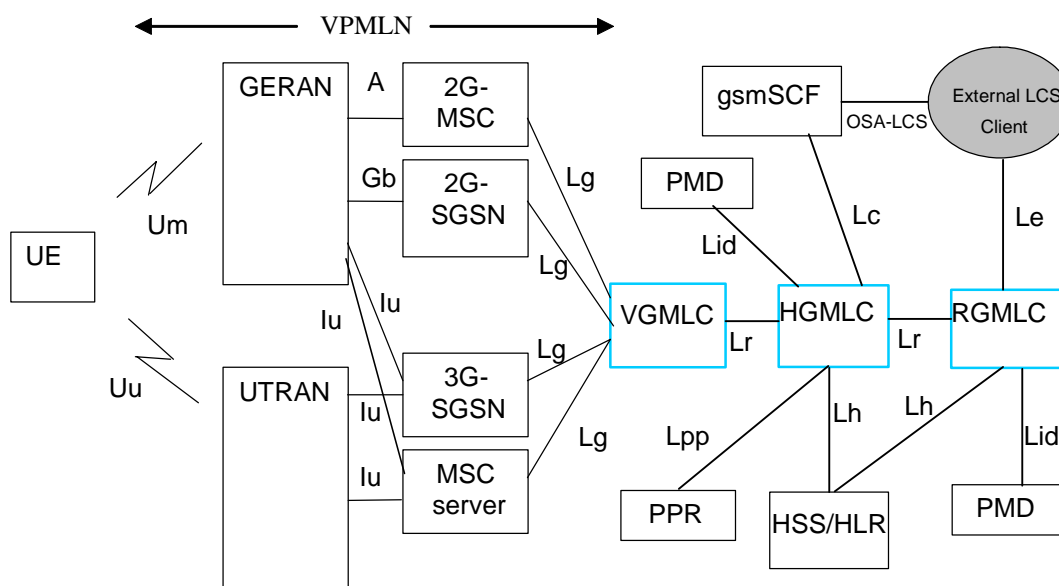 VPMLN
GERAN
A
2G-
MSC
gsmSCF
OSA-LCS
External LCS
Client
Gb
2G-
SGSN
Lg
PMD
Lc
Le
Um
UE
Lid
Lg
Iu
Iu
VGMLC
Lr
HGMLC
Lr
RGMLC
Uu
UTRAN
Iu
3G-
SGSN
Lg
Lg
Lpp
Lh
Lh
Lid
Iu
MSC
server
PPR
HSS/HLR
PMD